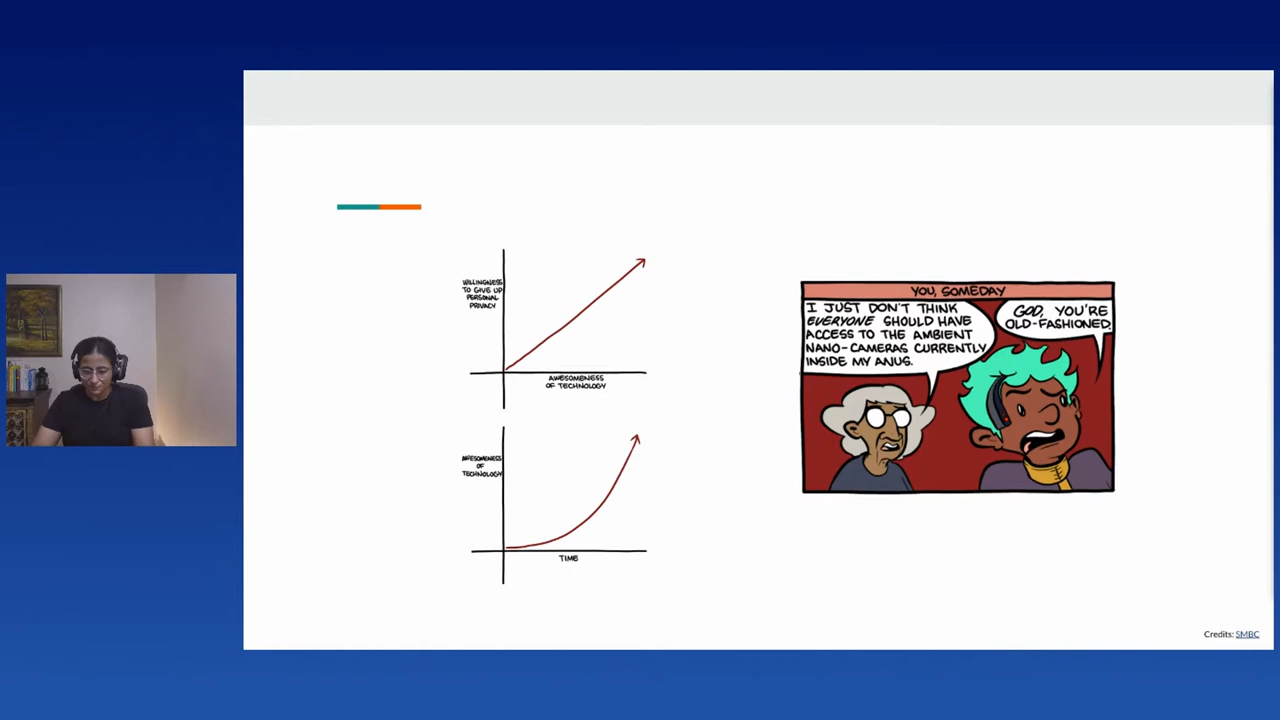 WILLINGNESS
TO GIVE UP
PERSONAL
PRIVACY
AWESOMENESS
OF TECHNOLOGY
AWESOMENESS
OF
TECHNOLOGY
TIME
YOU, SOMEDAY
I JUST DON'T THINK
EVERYONE SHOULD HAVE
ACCESS TO THE AMBIENT
NANO-CAMERAS CURRENTLY
INSIDE MY ANUS.
GOD, YOU'RE
OLD-FASHIONED.
Credits: SMBC